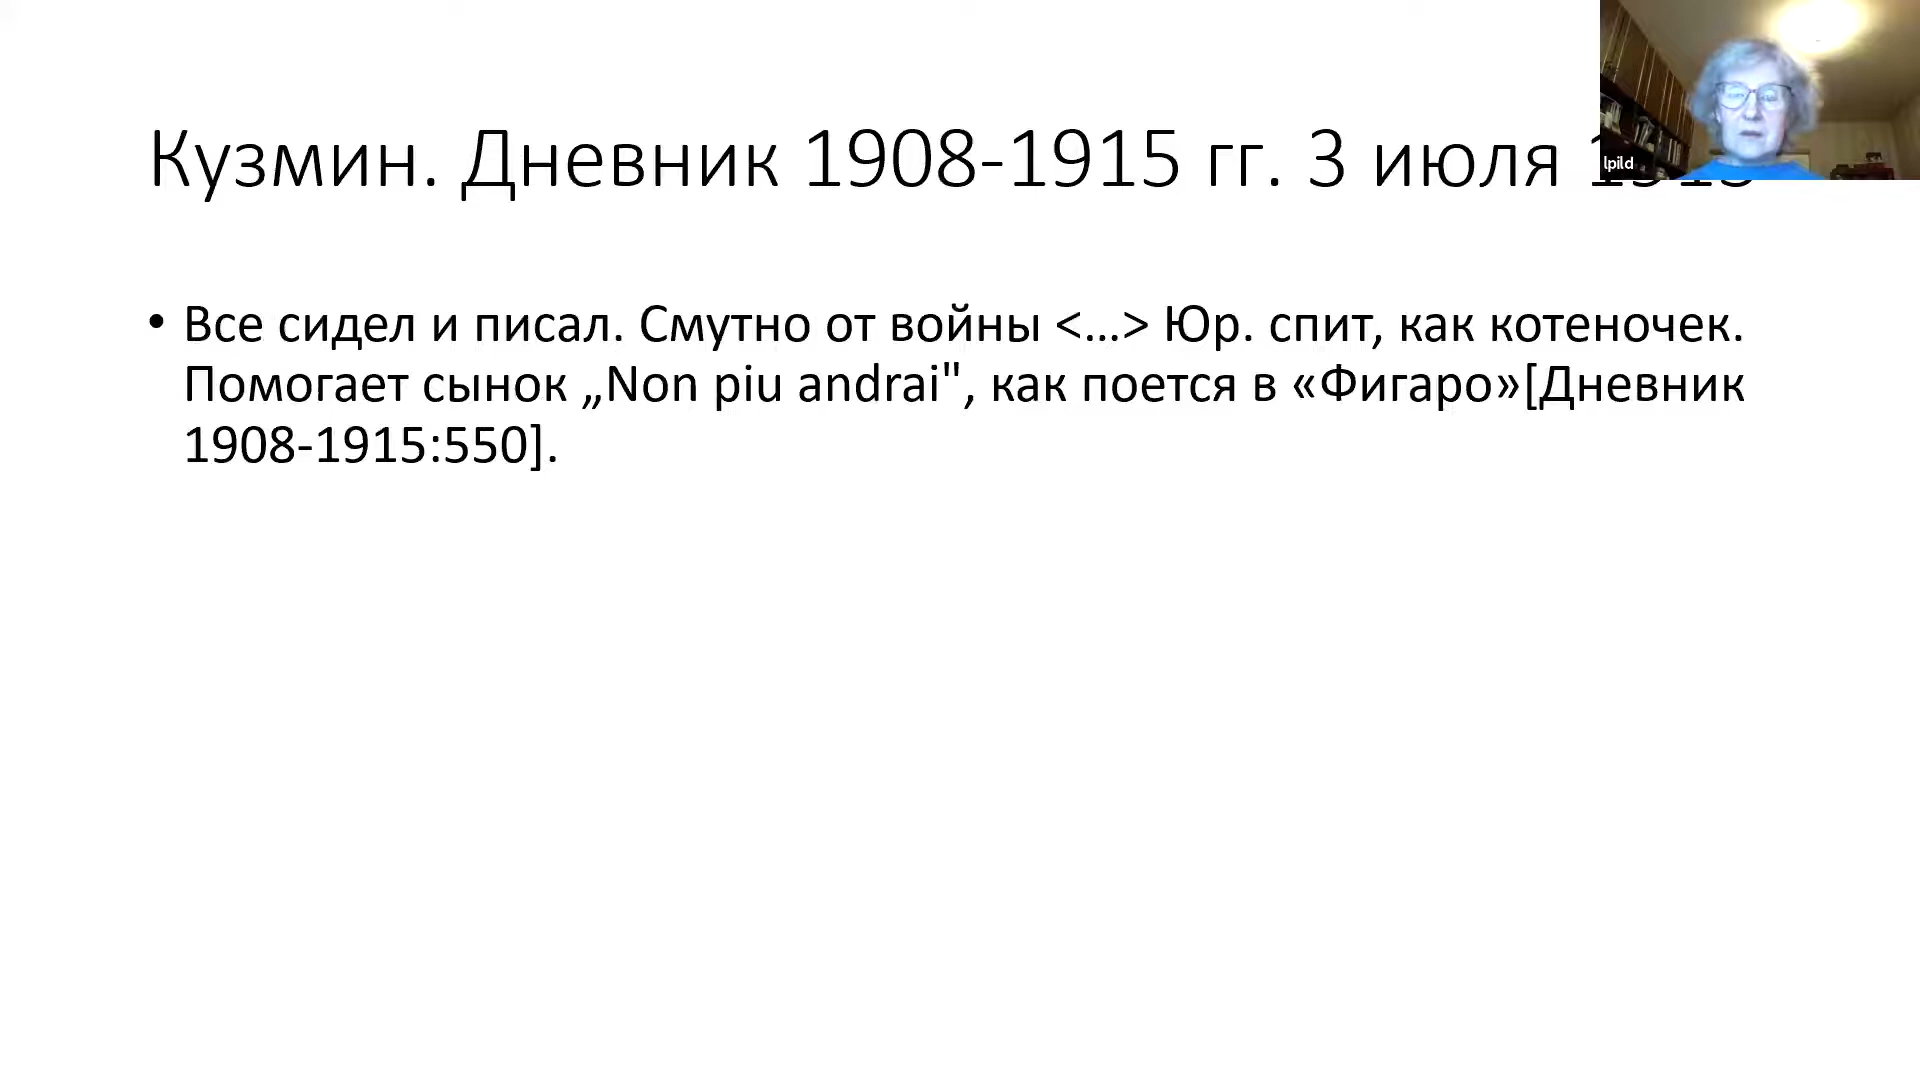 Кузмин. Дневник 1908-1915 гг. 3 июля
lpild
• Все сидел и писал. Смутно от войны <...> Юр. спит, как котеночек.
Помогает сынок „Non piu andrai", как поется в «Фигаро»[Дневник
1908-1915:550].